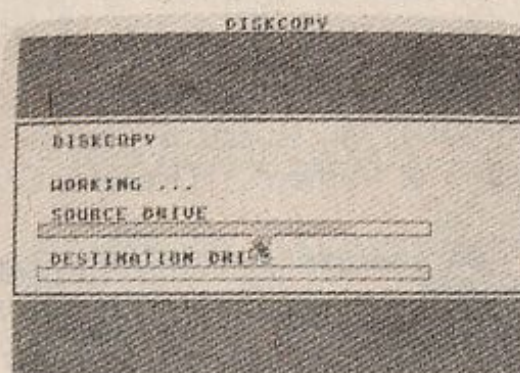 DISKCOPY
DISKCOPY
WORKING ...
SOURCE DRIVE
DESTINATION DRI